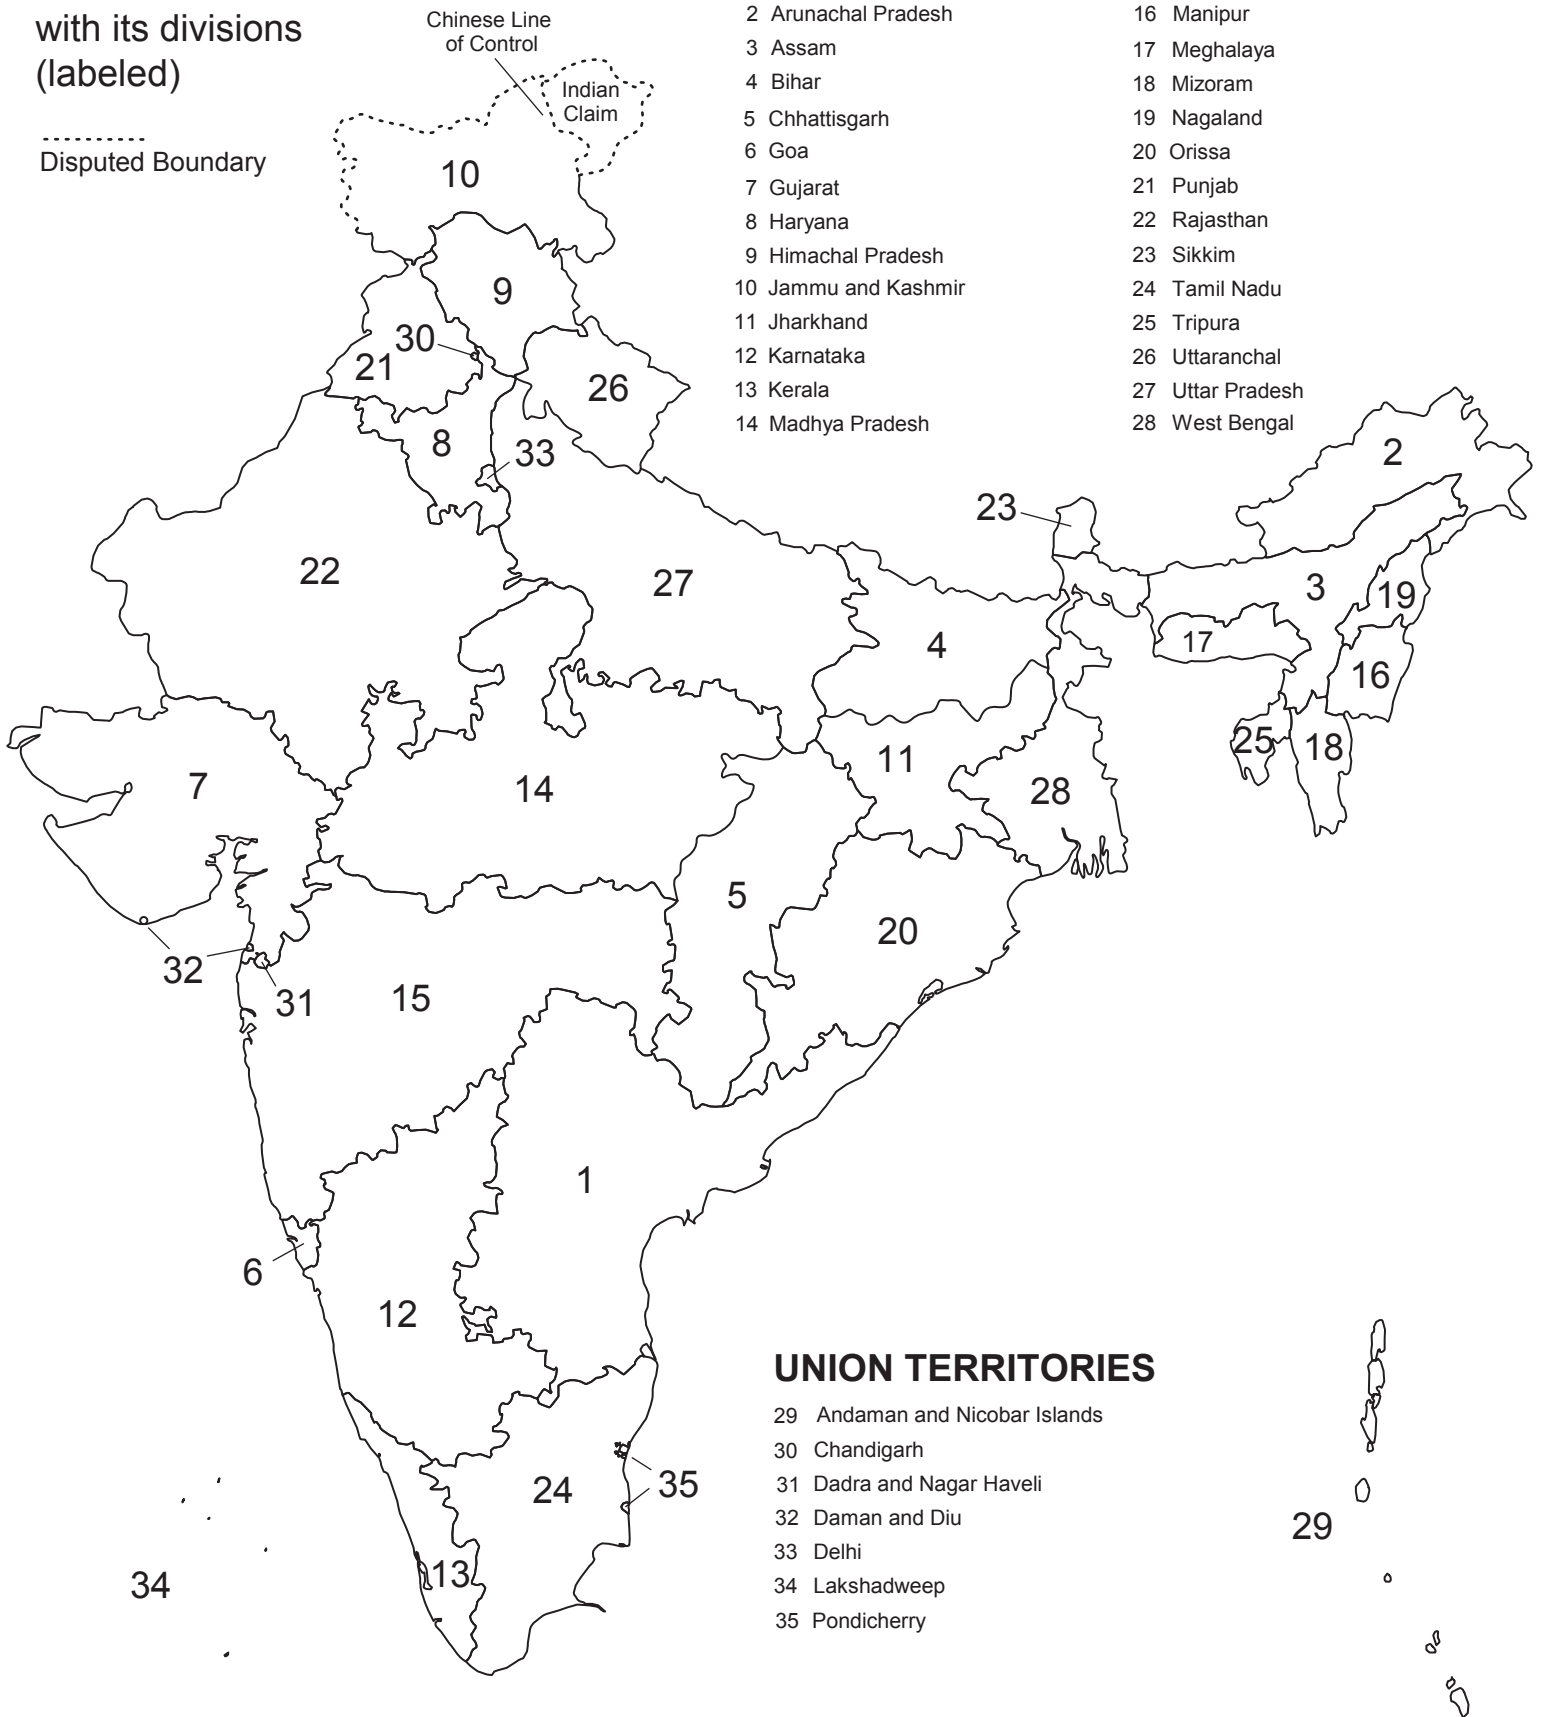 with its divisions
(labeled)
Disputed Boundary
Chinese Line
of Control
Indian
Claim
2 Arunachal Pradesh
3 Assam
4 Bihar
5 Chhattisgarh
6 Goa
7 Gujarat
8 Haryana
9 Himachal Pradesh
10 Jammu and Kashmir
11 Jharkhand
12 Karnataka
13 Kerala
14 Madhya Pradesh
16 Manipur
17 Meghalaya
18 Mizoram
19 Nagaland
20 Orissa
21 Punjab
22 Rajasthan
23 Sikkim
24 Tamil Nadu
25 Tripura
26 Uttaranchal
27 Uttar Pradesh
28 West Bengal
10
9
30
21
26
8
33
2
23
22
27
3
19
4
17
16
25
18
11
7
14
28
5
20
32
31
15
1
6
12
24
35
13
34
29
UNION TERRITORIES
29 Andaman and Nicobar Islands
30 Chandigarh
31 Dadra and Nagar Haveli
32 Daman and Diu
33 Delhi
34 Lakshadweep
35 Pondicherry